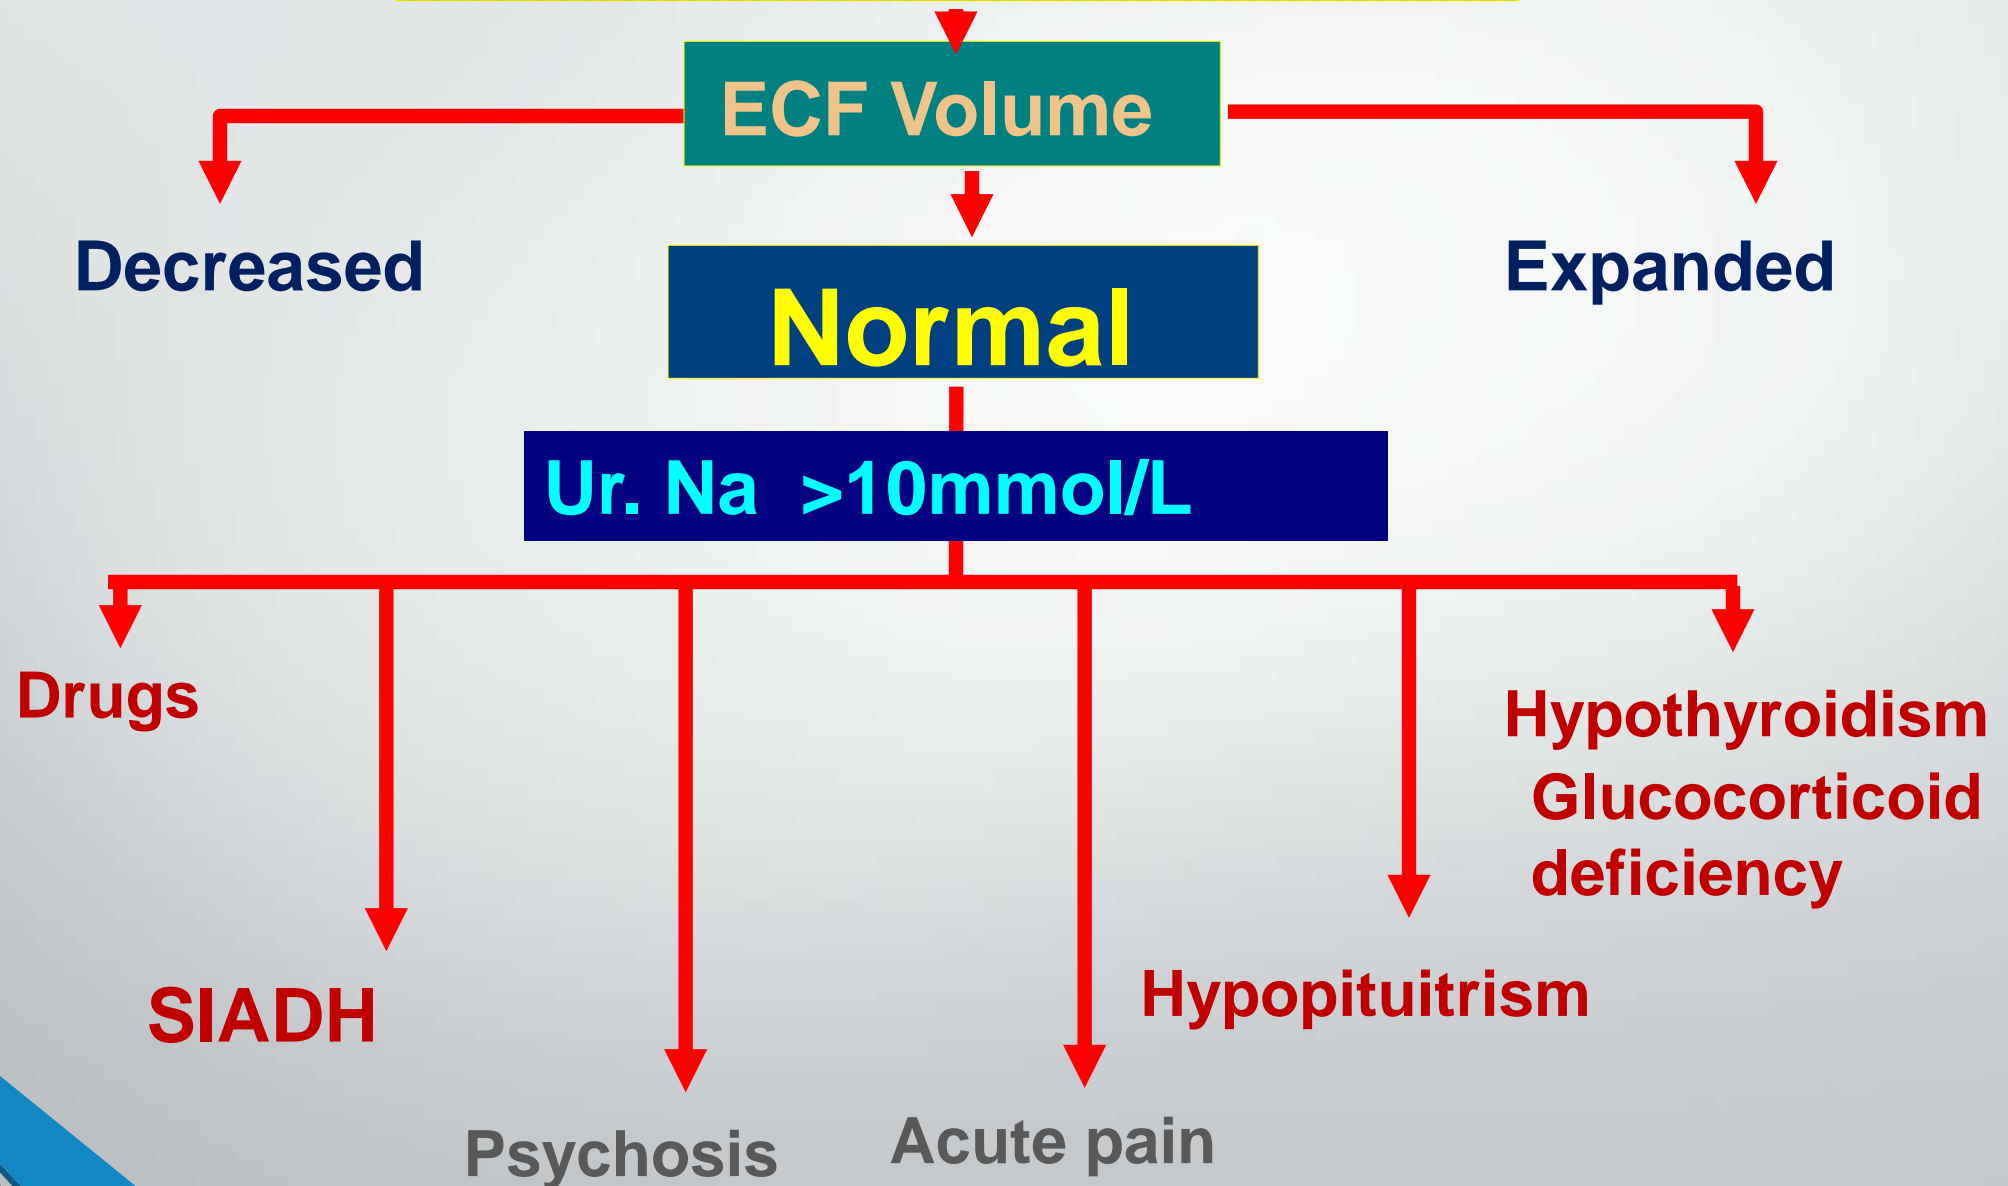 ECF Volume
Decreased
Expanded
Normal
Ur. Na >10mmol/L
Drugs
Hypothyroidism
Glucocorticoid
deficiency
SIADH
Hypopituitrism
Psychosis
Acute pain